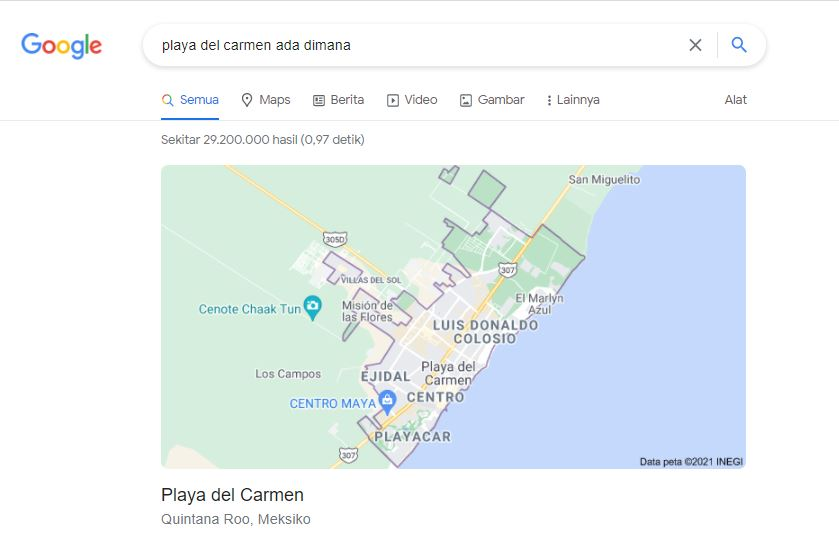 Google
playa del carmen ada dimana
Semua
Maps
Berita
Video
Gambar
Lainnya
Alat
Sekitar 29.200.000 hasil (0,97 detik)
San Miguelito
305D
307
VILLAS DEL SOL
El Marlyn
Azul
Cenote Chaak Tun
Misión de
las Flores
LUIS DONALDO
COLOSIO
Playa del
Carmen
Los Campos
EJIDAL
CENTRO
CENTRO MAYA
PLAYACAR
307
Data peta ©2021 INEGI
Playa del Carmen
Quintana Roo, Meksiko